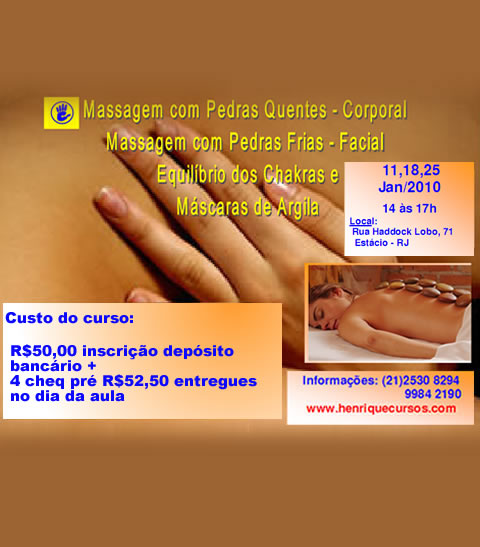 Massagem com Pedras Quentes - Corporal
Massagem com Pedras Frias - Facial
Equilíbrio dos Chakras e
Máscaras de Argila
11,18,25
Jan/2010
14 às 17h
Local:
Rua Haddock Lobo, 71
Estácio - RJ
Custo do curso:
R$50,00 inscrição depósito
bancário +
4 cheq pré R$52,50 entregues
no dia da aula
Informações: (21)2530 8294
9984 2190
www.henriquecursos.com